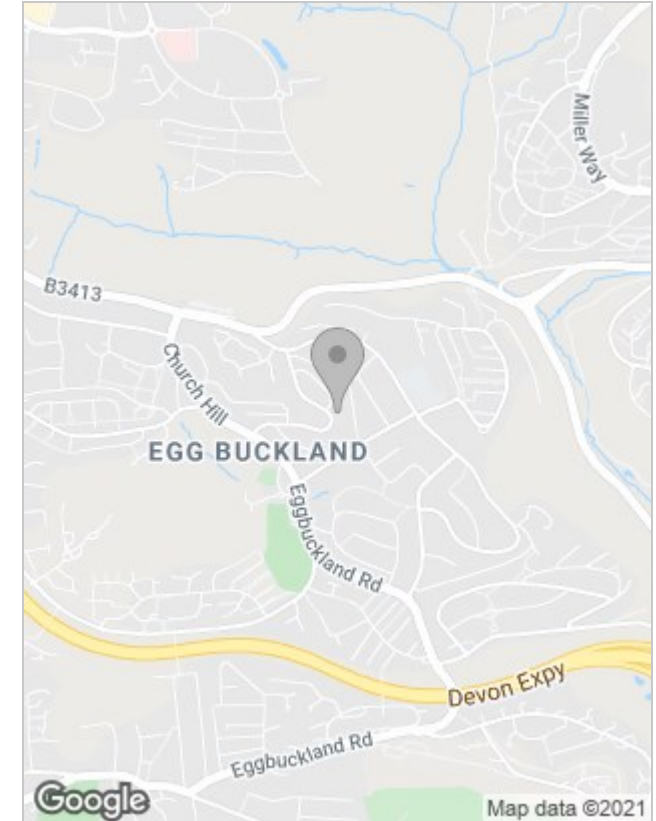 Miller Way
B3413
Church Hill
EGG BUCKLAND
Eggbuckland Rd
Devon Expy
Eggbuckland Rd
Google
Map data ©2021